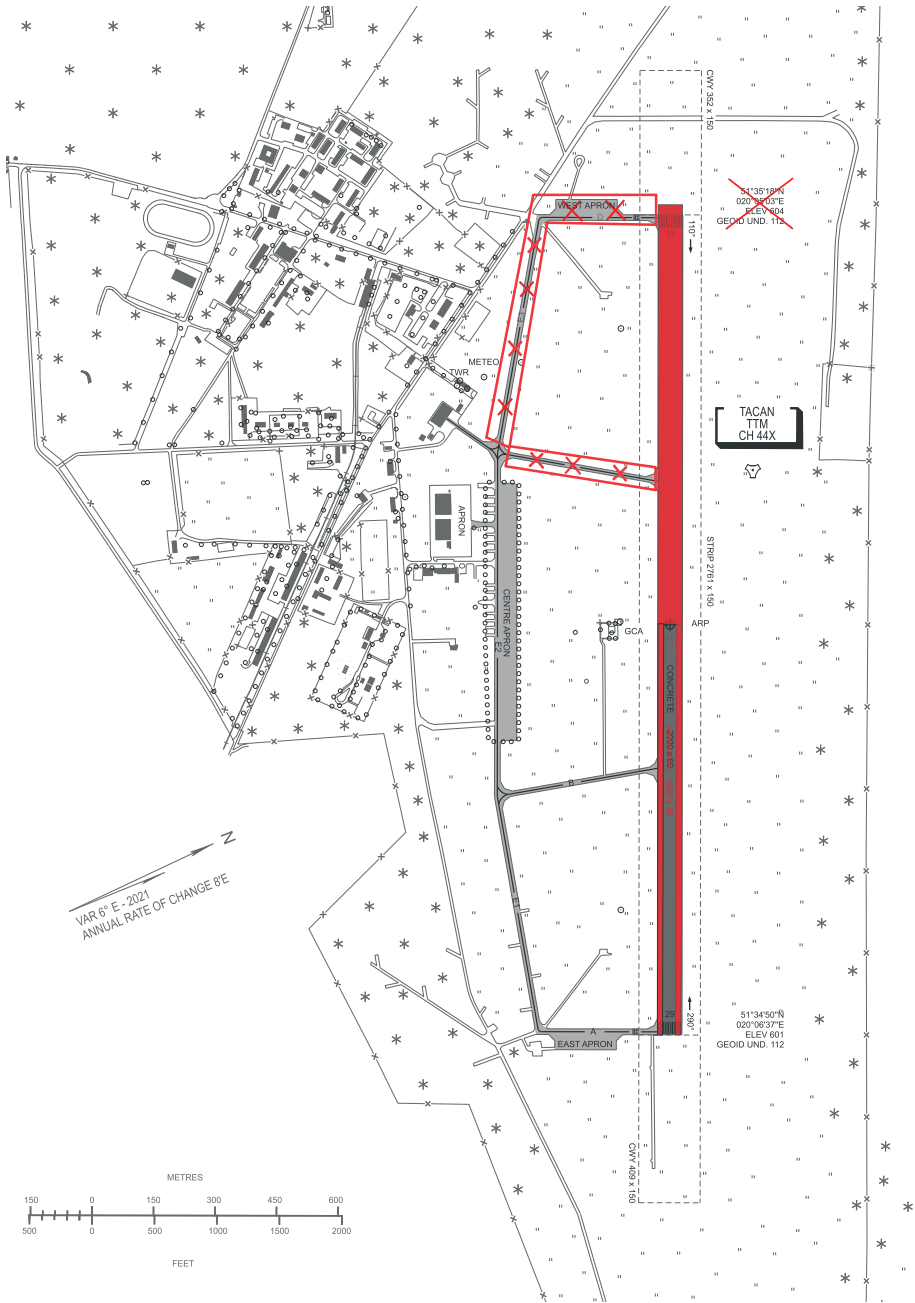 CWY 352 x 150
51°35'18"N
020°05'03"E
ELEV 604
GEOID UND. 112
WEST APRON
D
110°
METEO
TWR
TACAN
TTM
CH 44X
APRON
CENTRE APRON
E2
STRIP 2761 x 150
GCA
ARP
CONCRETE
B
N
VAR 6° E - 2021
ANNUAL RATE OF CHANGE 8'E
E1
29
290°
A
EAST APRON
51°34'50"N
020°06'37"E
ELEV 601
GEOID UND. 112
CWY 409 x 150
METRES
150 0 150 300 450 600
500 0 500 1000 1500 2000
FEET